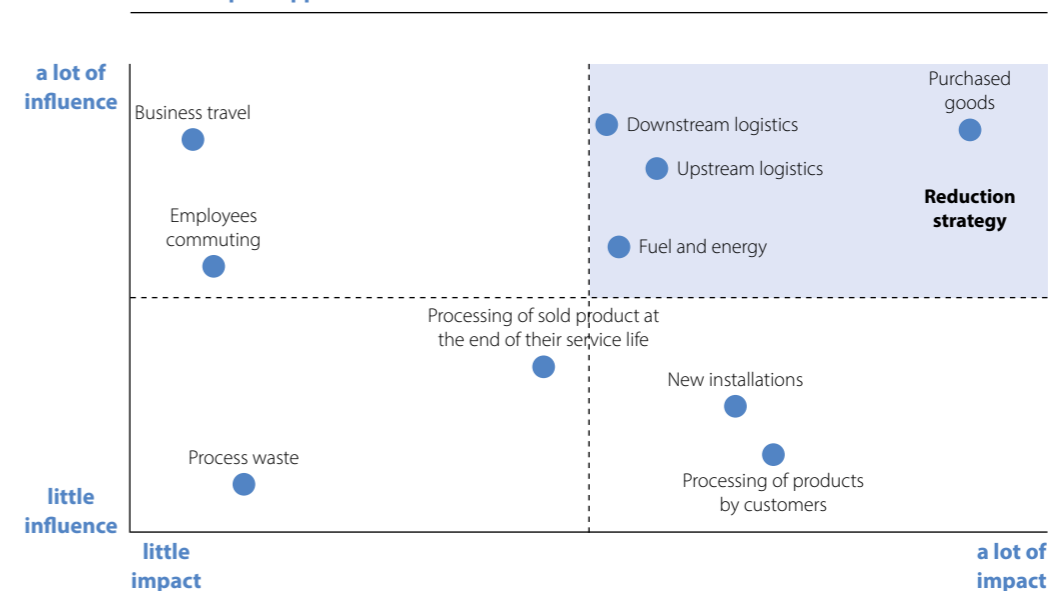 a lot of
influence
Business travel
Employees
commuting
Downstream logistics
Upstream logistics
Fuel and energy
Purchased
goods
Reduction
strategy
Processing of sold product at
the end of their service life
New installations
Processing of products
by customers
Process waste
little
influence
little
impact
a lot of
impact